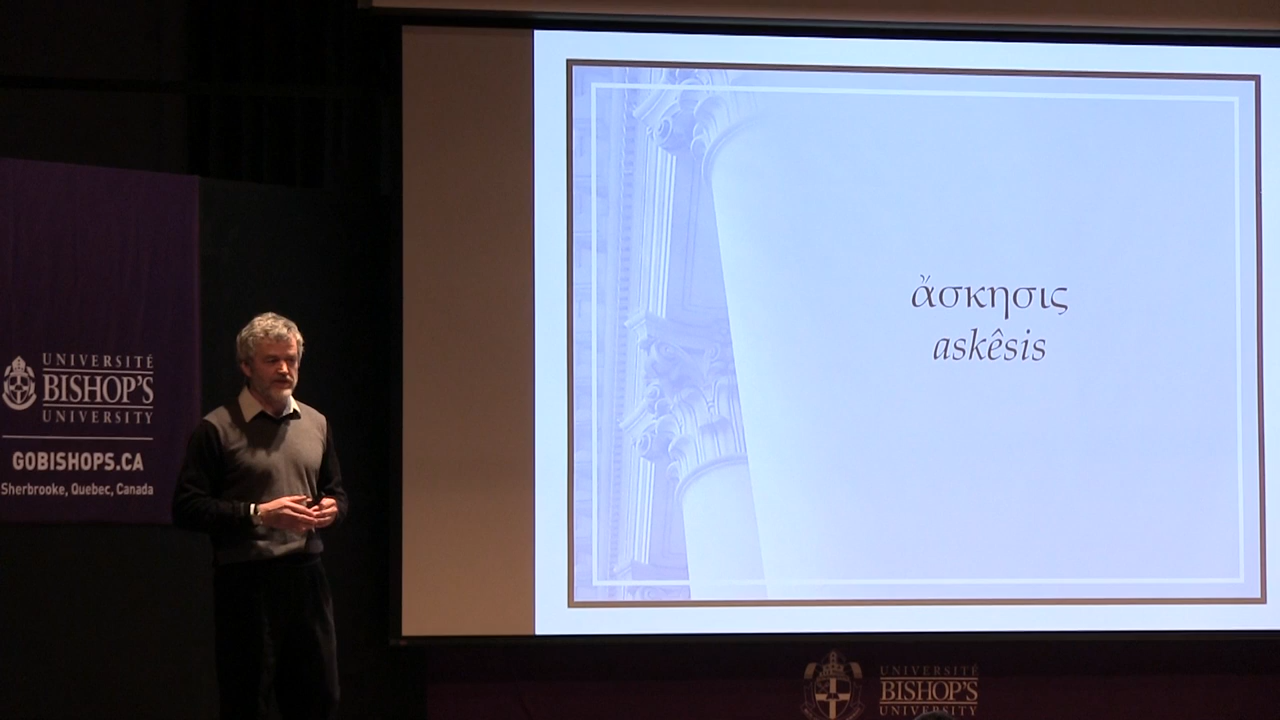 ἄσκησις
askêsis
UNIVERSITÉ
BISHOP'S
UNIVERSITY
GOBISHOPS.CA
Sherbrooke, Quebec, Canada
UNIVERSITÉ
BISHOP'S
UNIVERSITY